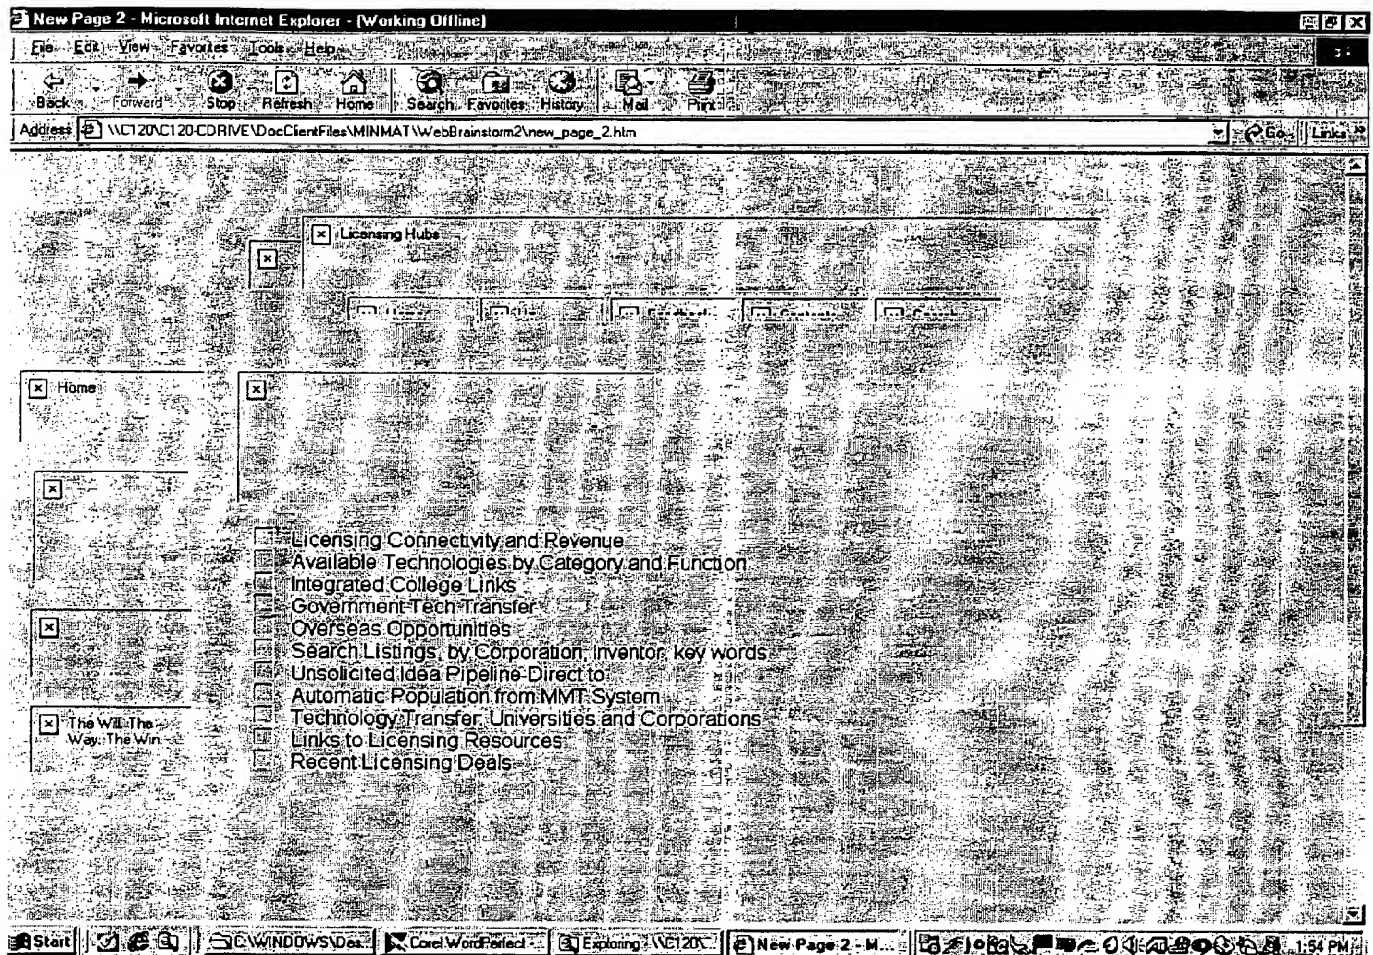 New Page 2 - Microsoft Internet Explorer - [Working Offline]
File Edit View Favorites Tools Help
Back Forward Stop Refresh Home Search Favorites History Mail Print
Address \\C120\C120-CDRIVE\DocClientFiles\MINMAT\WebBrainstorm2\new_page_2.htm Go Links »
Licensing Hubs
Home
Licensing Connectivity and Revenue
Available Technologies by Category and Function
Integrated College Links
Government Tech Transfer
Overseas Opportunities
Search Listings, by Corporation, Inventor, key words
Unsolicited Idea Pipeline-Direct to
Automatic Population from MMT System
Technology Transfer, Universities and Corporations
Links to Licensing Resources
Recent Licensing Deals
The Will. The
Way. The Win
Start C:\WINDOWS\Des... Corel WordPerfect -... Exploring - \\C120\C... New Page 2 - M... 1:54 PM